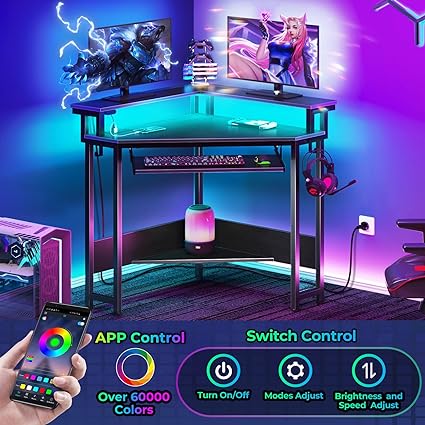 APP Control
Over 60000
Colors
Switch Control
Turn On/Off
Modes Adjust
Brightness and
Speed Adjust